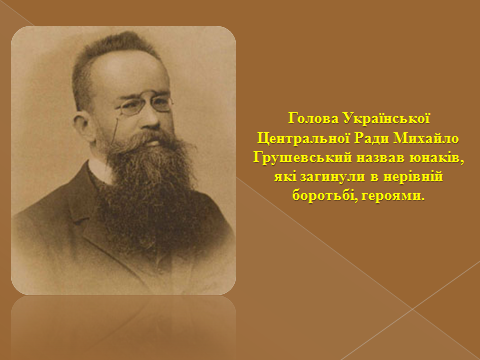 Голова Української
Центральної Ради Михайло
Грушевський назвав юнаків,
які загинули в нерівній
боротьбі, героями.